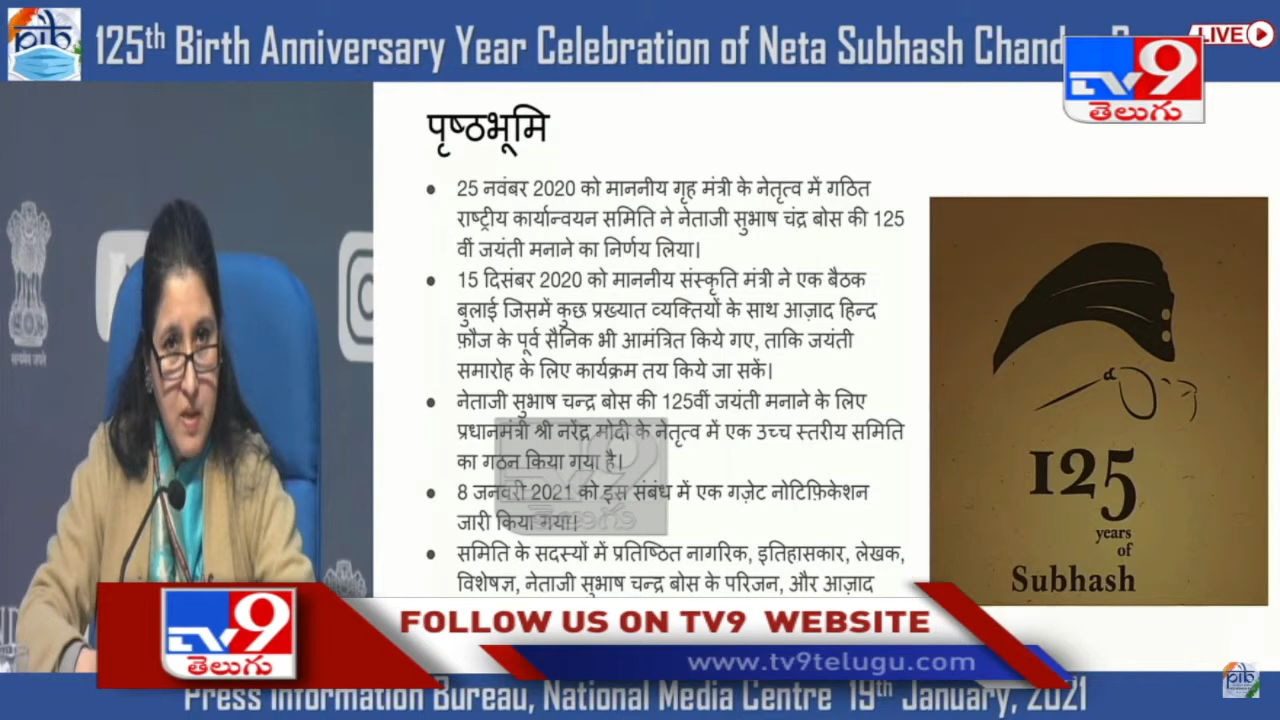 pib
125th Birth Anniversary Year Celebration of Neta Subhash
LIVE
TV9
తెలుగు
पृष्ठभूमि
• 25 नवंबर 2020 को माननीय गृह मंत्री के नेतृत्व में गठित
राष्ट्रीय कार्यान्वयन समिति ने नेताजी सुभाष चंद्र बोस की 125
वीं जयंती मनाने का निर्णय लिया।
• 15 दिसंबर 2020 को माननीय संस्कृति मंत्री ने एक बैठक
बुलाई जिसमें कुछ प्रख्यात व्यक्तियों के साथ आज़ाद हिन्द
फ़ौज के पूर्व सैनिक भी आमंत्रित किये गए, ताकि जयंती
समारोह के लिए कार्यक्रम तय किये जा सकें।
• नेताजी सुभाष चन्द्र बोस की 125वीं जयंती मनाने के लिए
प्रधानमंत्री श्री नरेंद्र मोदी के नेतृत्व में एक उच्च स्तरीय समिति
का गठन किया गया है।
• 8 जनवरी 2021 को इस संबंध में एक गज़ेट नोटिफ़िकेशन
जारी किया गया।
• समिति के सदस्यों में प्रतिष्ठित नागरिक, इतिहासकार, लेखक,
विशेषज्ञ, नेताजी सुभाष चन्द्र बोस के परिजन, और आज़ाद
TV9
తెలుగు
125
years
of
Subhash
TV9
తెలుగు
FOLLOW US ON TV9 WEBSITE
www.tv9telugu.com
Press Information Bureau, National Media Centre 19th January, 2021
pib